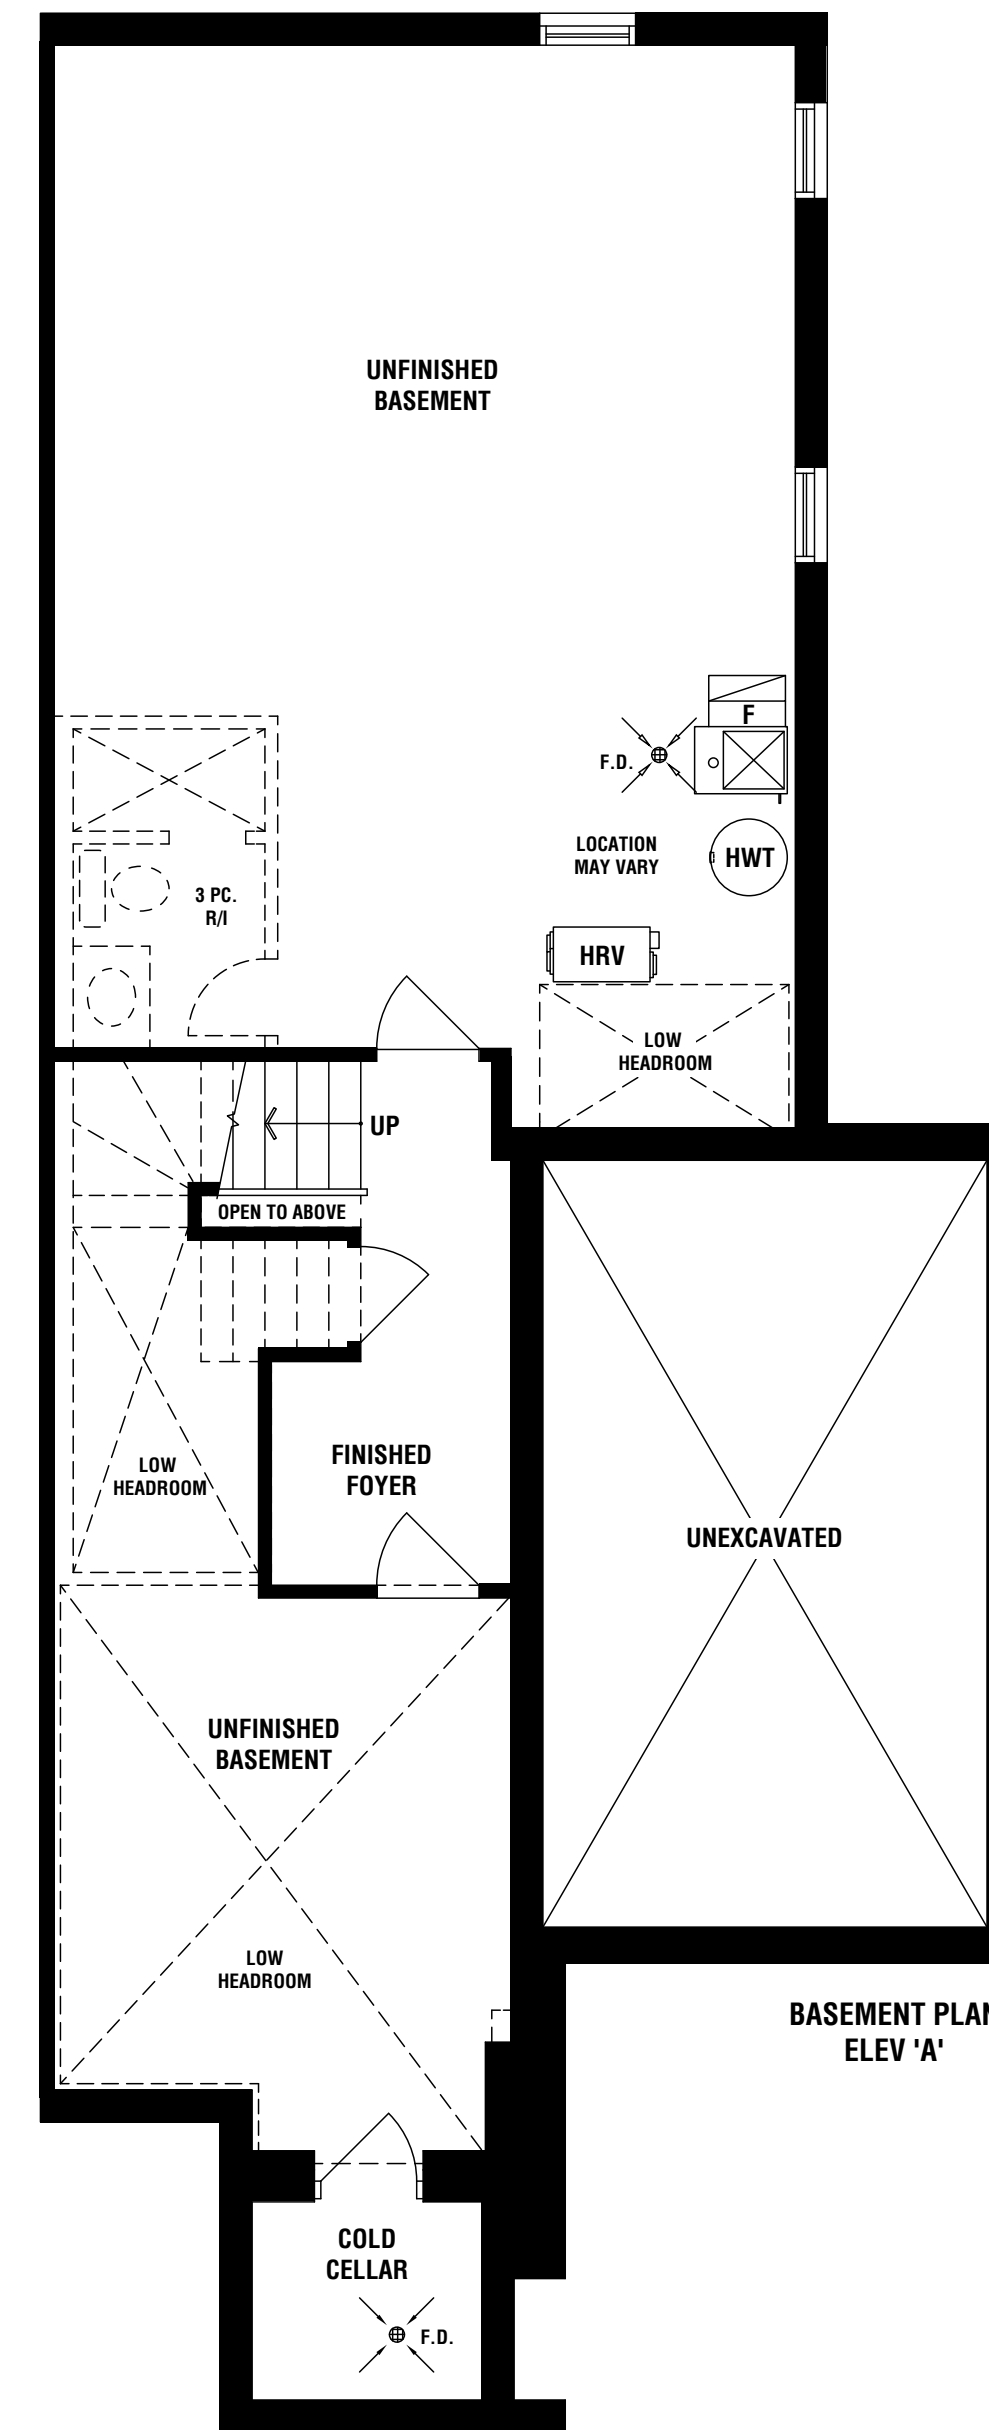 UNFINISHED
BASEMENT
F
F.D.
LOCATION
MAY VARY
HWT
3 PC.
R/I
HRV
LOW
HEADROOM
UP
OPEN TO ABOVE
FINISHED
FOYER
LOW
HEADROOM
UNEXCAVATED
UNFINISHED
BASEMENT
LOW
HEADROOM
BASEMENT PLAN
ELEV 'A'
COLD
CELLAR
F.D.